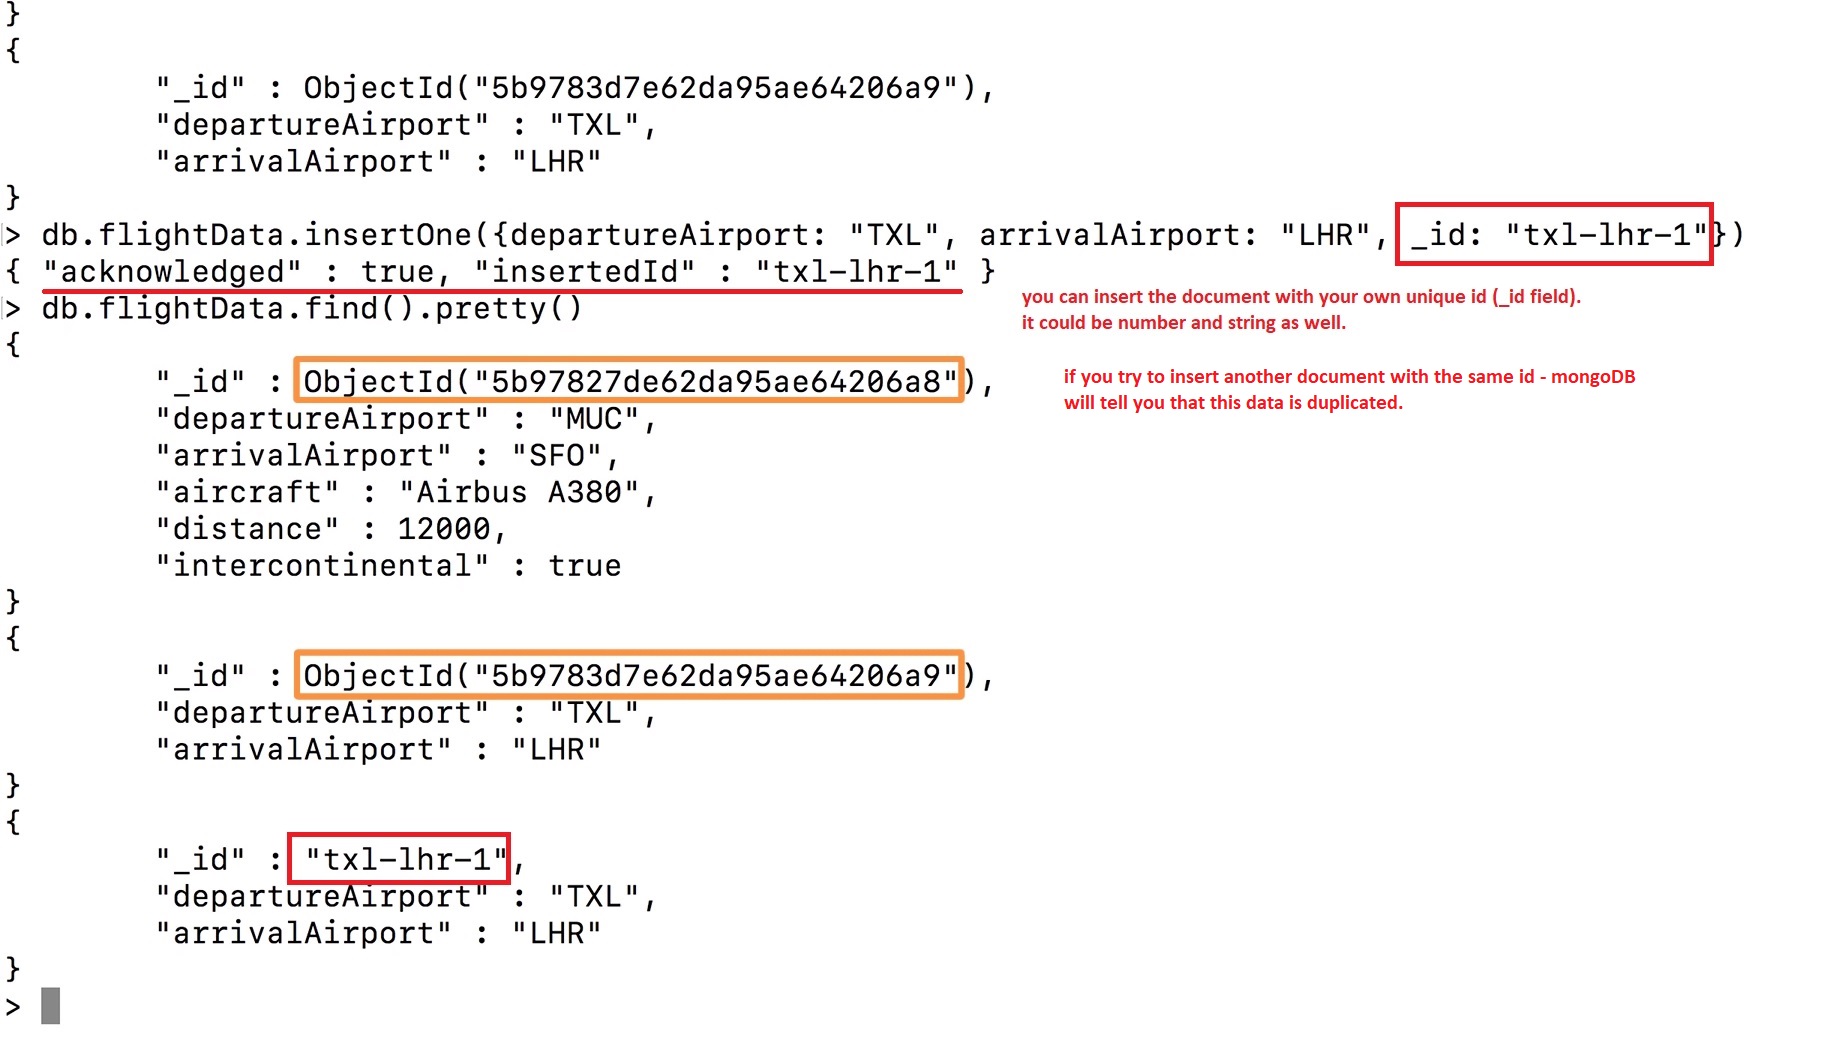 }
{
"_id" : ObjectId("5b9783d7e62da95ae64206a9"),
"departureAirport" : "TXL",
"arrivalAirport" : "LHR"
}
> db.flightData.insertOne({departureAirport: "TXL", arrivalAirport: "LHR", _id: "txl-lhr-1"})
{ "acknowledged" : true, "insertedId" : "txl-lhr-1" }
you can insert the document with your own unique id (_id field).
it could be number and string as well.
> db.flightData.find().pretty()
{
if you try to insert another document with the same id - mongoDB
will tell you that this data is duplicated.
"_id" : ObjectId("5b97827de62da95ae64206a8"),
"departureAirport" : "MUC",
"arrivalAirport" : "SFO",
"aircraft" : "Airbus A380",
"distance" : 12000,
"intercontinental" : true
}
{
"_id" : ObjectId("5b9783d7e62da95ae64206a9"),
"departureAirport" : "TXL",
"arrivalAirport" : "LHR"
}
{
"_id" : "txl-lhr-1",
"departureAirport" : "TXL",
"arrivalAirport" : "LHR"
}
>